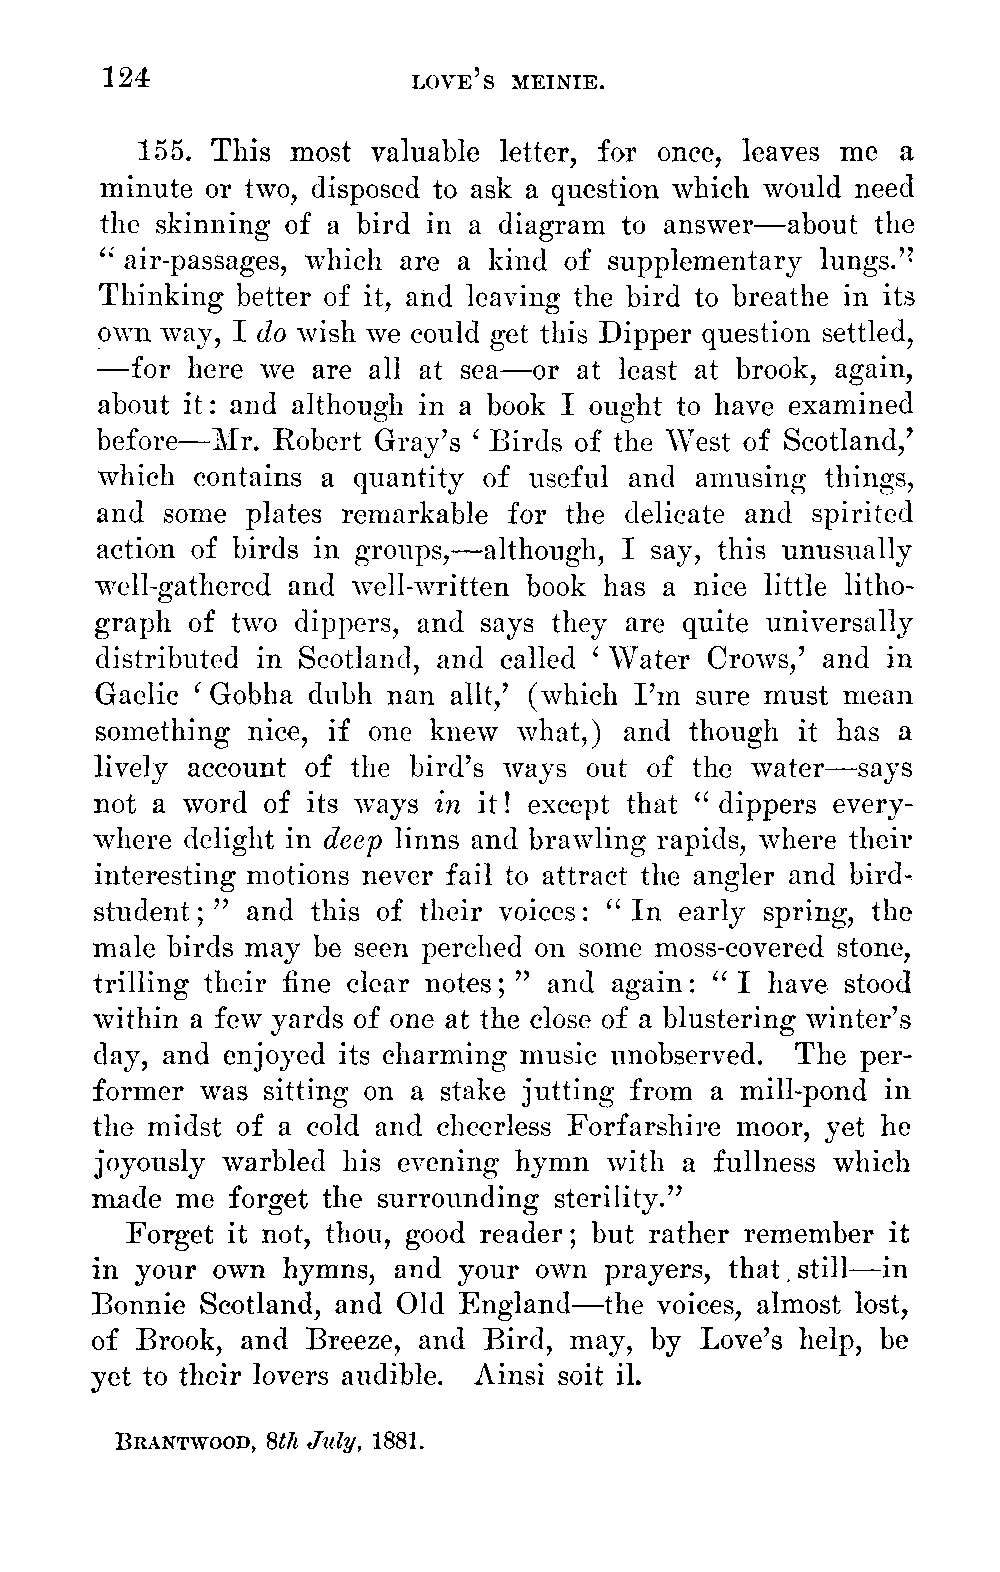 124 LOVE'S MEINIE.
155. This most valuable letter, for once, leaves me a
minute or two, disposed to ask a question which would need
the skinning of a bird in a diagram to answer—about the
“ air-passages, which are a kind of supplementary lungs.”
Thinking better of it, and leaving the bird to breathe in its
own way, I do wish we could get this Dipper question settled,
—for here we are all at sea—or at least at brook, again,
about it: and although in a book I ought to have examined
before—Mr. Robert Gray's ‘ Birds of the West of Scotland,’
which contains a quantity of useful and amusing things,
and some plates remarkable for the delicate and spirited
action of birds in groups,—although, I say, this unusually
well-gathered and well-written book has a nice little litho-
graph of two dippers, and says they are quite universally
distributed in Scotland, and called ‘ Water Crows,’ and in
Gaelic ‘ Gobha dubh nan allt,’ (which I'm sure must mean
something nice, if one knew what,) and though it has a
lively account of the bird's ways out of the water—says
not a word of its ways in it! except that “ dippers every-
where delight in deep linns and brawling rapids, where their
interesting motions never fail to attract the angler and bird-
student; ” and this of their voices: “ In early spring, the
male birds may be seen perched on some moss-covered stone,
trilling their fine clear notes; ” and again: “ I have stood
within a few yards of one at the close of a blustering winter's
day, and enjoyed its charming music unobserved. The per-
former was sitting on a stake jutting from a mill-pond in
the midst of a cold and cheerless Forfarshire moor, yet he
joyously warbled his evening hymn with a fullness which
made me forget the surrounding sterility.”
Forget it not, thou, good reader; but rather remember it
in your own hymns, and your own prayers, that still—in
Bonnie Scotland, and Old England—the voices, almost lost,
of Brook, and Breeze, and Bird, may, by Love's help, be
yet to their lovers audible. Ainsi soit il.
BRANTWOOD, 8th July, 1881.